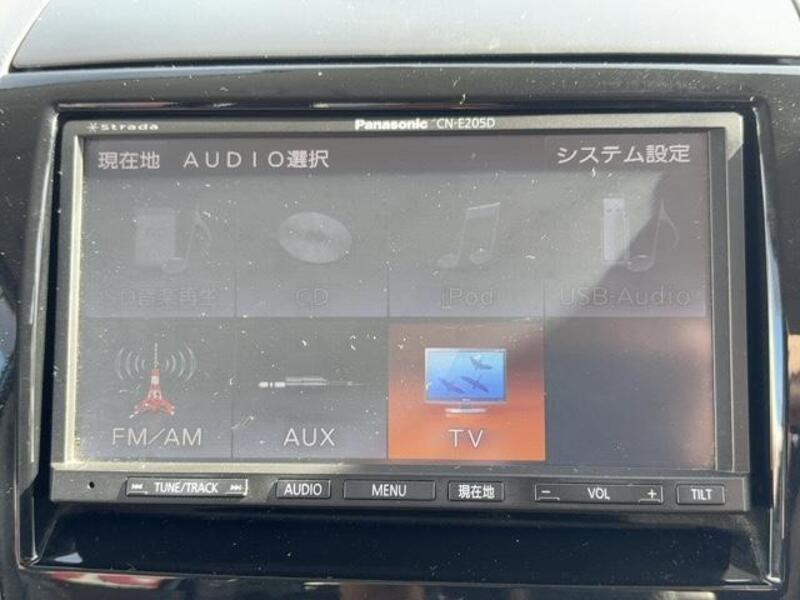 strada Panasonic CN-E205D
現在地 AUDIO選択 システム設定
SD音楽再生 CD iPod USB-Audio
FM/AM AUX TV
TUNE/TRACK AUDIO MENU 現在地 − VOL + TILT